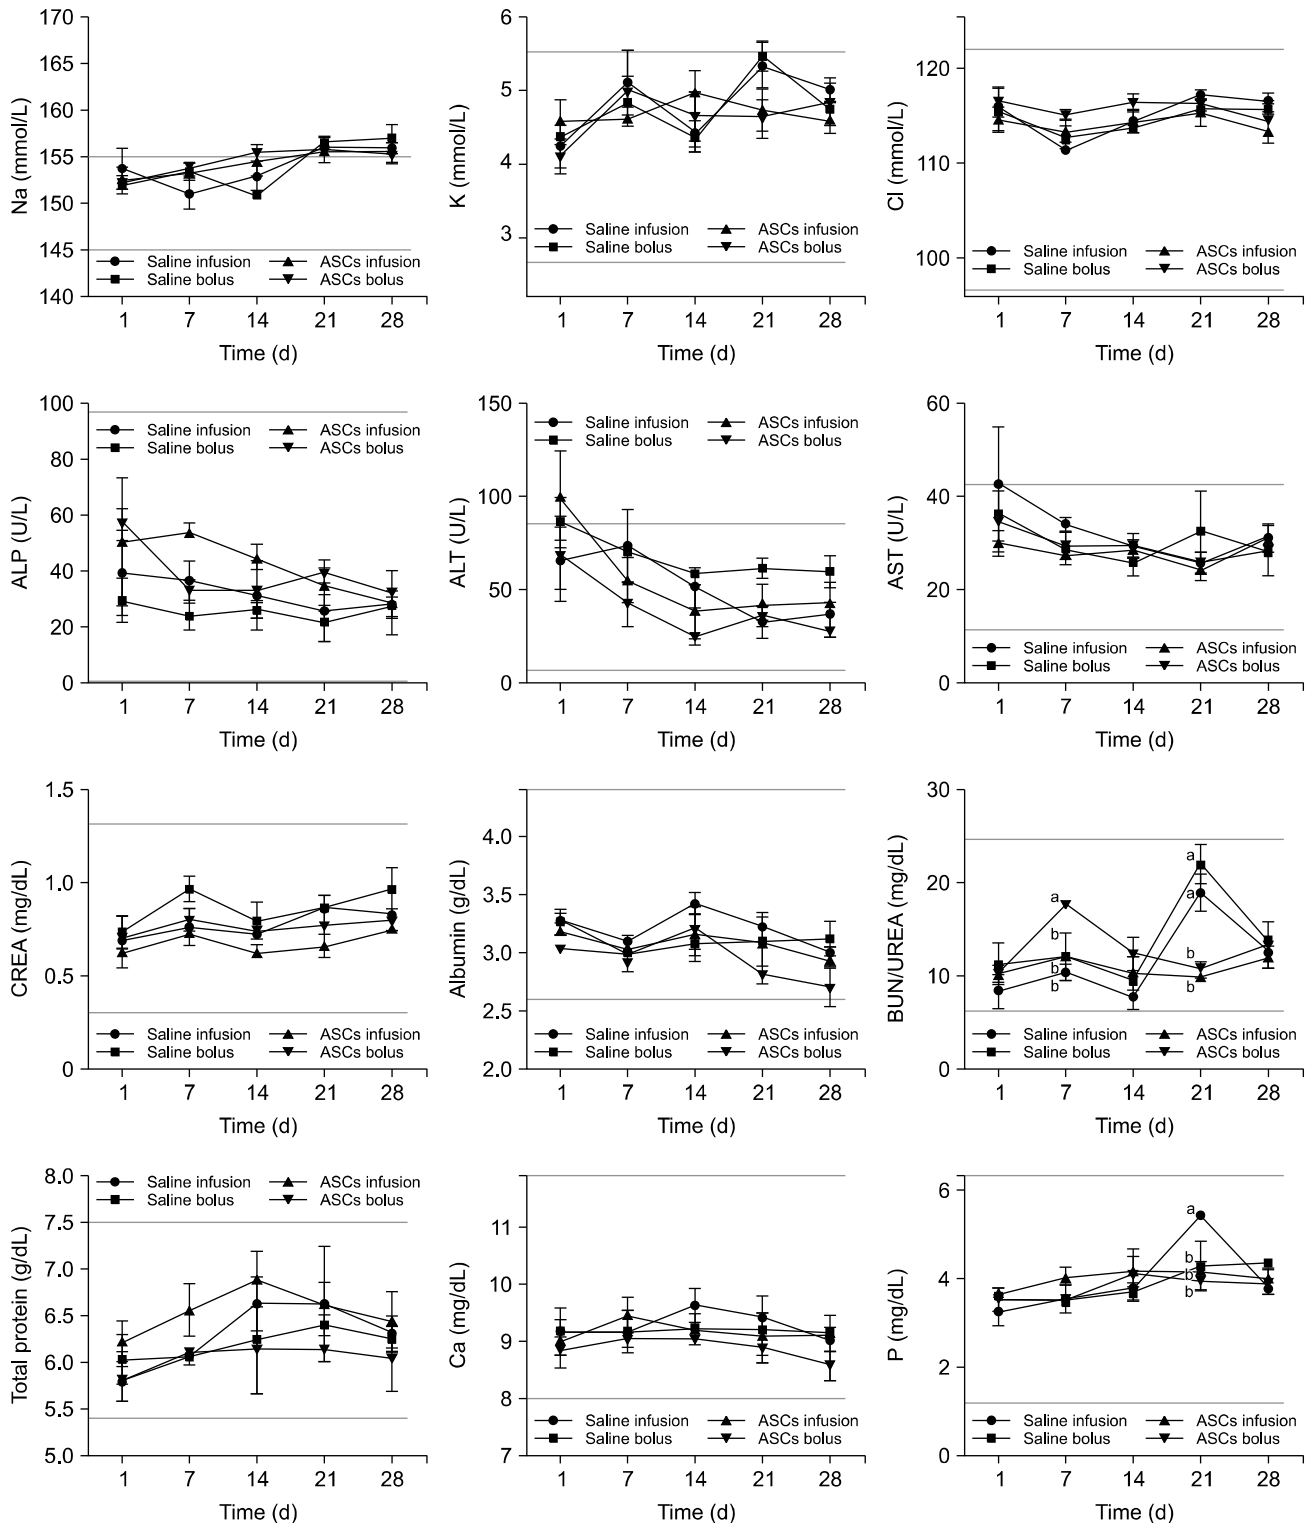 Na (mmol/L)
170
165
160
155
150
145
140
Saline infusion
ASCs infusion
Saline bolus
ASCs bolus
1 7 14 21 28
Time (d)
K (mmol/L)
6
5
4
3
Saline infusion
ASCs infusion
Saline bolus
ASCs bolus
1 7 14 21 28
Time (d)
Cl (mmol/L)
120
110
100
Saline infusion
ASCs infusion
Saline bolus
ASCs bolus
1 7 14 21 28
Time (d)
ALP (U/L)
100
80
60
40
20
0
Saline infusion
ASCs infusion
Saline bolus
ASCs bolus
1 7 14 21 28
Time (d)
ALT (U/L)
150
100
50
0
Saline infusion
ASCs infusion
Saline bolus
ASCs bolus
1 7 14 21 28
Time (d)
AST (U/L)
60
40
20
0
Saline infusion
ASCs infusion
Saline bolus
ASCs bolus
1 7 14 21 28
Time (d)
CREA (mg/dL)
1.5
1.0
0.5
0
Saline infusion
ASCs infusion
Saline bolus
ASCs bolus
1 7 14 21 28
Time (d)
Albumin (g/dL)
4.0
3.5
3.0
2.5
2.0
Saline infusion
ASCs infusion
Saline bolus
ASCs bolus
1 7 14 21 28
Time (d)
BUN/UREA (mg/dL)
30
20
10
0
a
b
b
b
a
a
b
b
Saline infusion
ASCs infusion
Saline bolus
ASCs bolus
1 7 14 21 28
Time (d)
Total protein (g/dL)
8.0
7.5
7.0
6.5
6.0
5.5
5.0
Saline infusion
ASCs infusion
Saline bolus
ASCs bolus
1 7 14 21 28
Time (d)
Ca (mg/dL)
11
10
9
8
7
Saline infusion
ASCs infusion
Saline bolus
ASCs bolus
1 7 14 21 28
Time (d)
P (mg/dL)
6
4
2
0
a
b
b
b
Saline infusion
ASCs infusion
Saline bolus
ASCs bolus
1 7 14 21 28
Time (d)